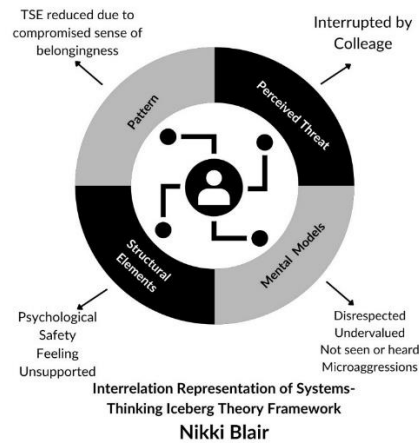 TSE reduced due to
compromised sense of
belongingness
Interrupted by
Colleage
Pattern
Perceived Threat
Structural
Elements
Mental Models
Psychological
Safety
Feeling
Unsupported
Disrespected
Undervalued
Not seen or heard
Microaggressions
Interrelation Representation of Systems-
Thinking Iceberg Theory Framework
Nikki Blair